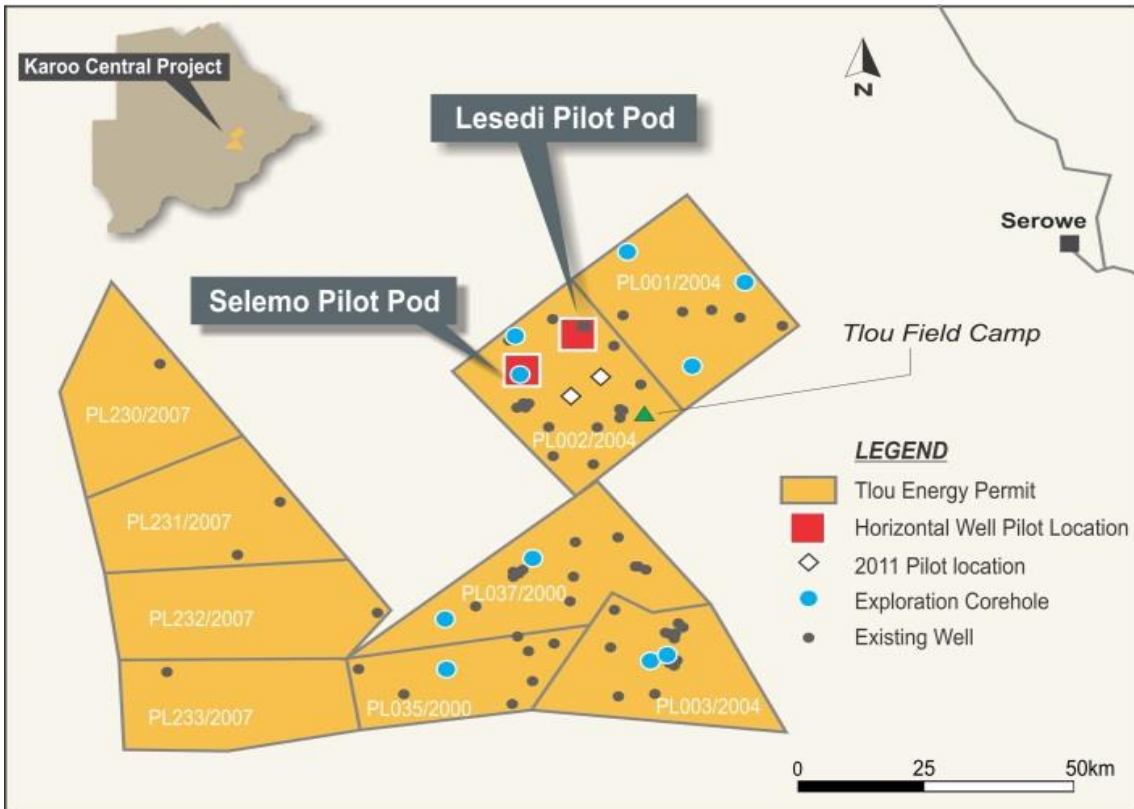 Karoo Central Project
N
Lesedi Pilot Pod
Serowe
PL001/2004
Selemo Pilot Pod
Tlou Field Camp
PL230/2007
PL002/2004
LEGEND
Tlou Energy Permit
Horizontal Well Pilot Location
PL231/2007
2011 Pilot location
PL037/2000
Exploration Corehole
PL232/2007
Existing Well
PL233/2007
PL035/2000
PL003/2004
0 25 50km